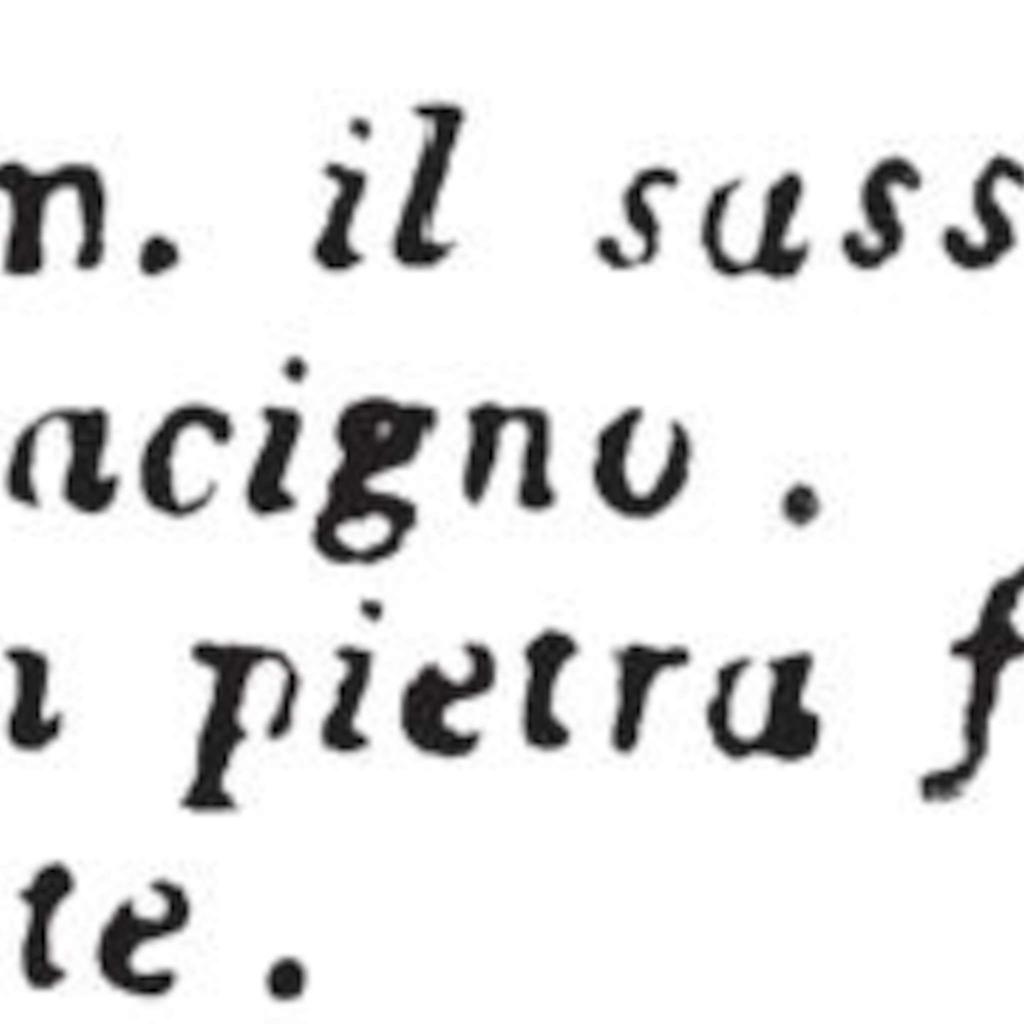 n. il sass
acigno.
a pietra f
te.